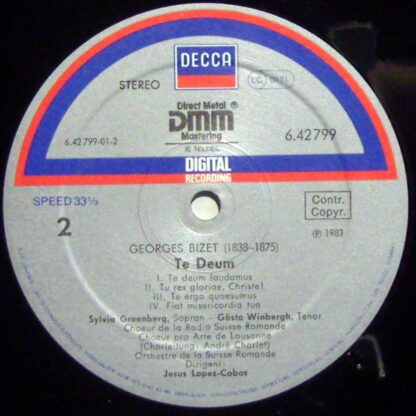 DECCA
STEREO
LC 0171
Direct Metal ®
DMM
Mastering
6.42799-01-2
℗ TELDEC
6.42799
DIGITAL
RECORDING
SPEED 33 1/3
Contr.
Copyr.
2
℗ 1983
GEORGES BIZET (1838-1875)
Te Deum
I. Te deum laudamus
II. Tu rex gloriae, Christe!
III. Te ergo quaesumus
IV. Fiat misericordia tua
Sylvia Greenberg, Sopran - Gösta Winbergh, Tenor
Choeur de la Radio Suisse Romande
Choeur pro Arte de Lausanne
(Chorleitung: André Charlet)
Orchestre de la Suisse Romande
Dirigent:
Jesus Lopez-Cobos